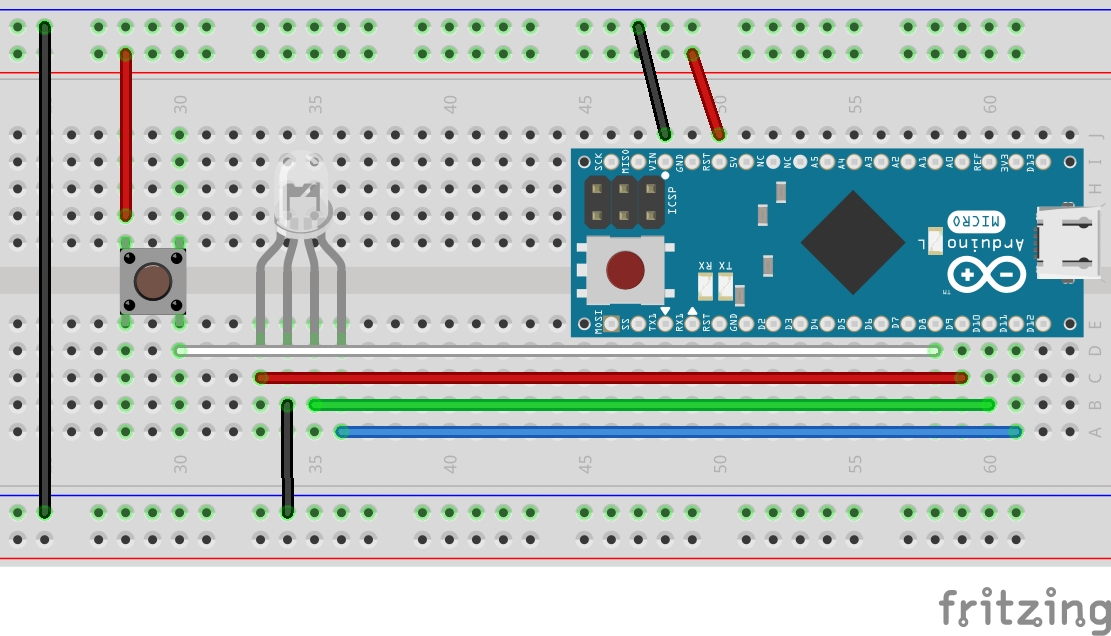 30 35 40 45 50 55 60
J
I
H
SCK MISO VIN GND RST 5V NC NC A5 A4 A3 A2 A1 A0 REF 3V3 D13
ICSP
MICRO
Arduino
L
RX TX
TM
MOSI SS TX1 RX1 RST GND D2 D3 D4 D5 D6 D7 D8 D9 D10 D11 D12
E
D
C
B
A
30 35 40 45 50 55 60
fritzing